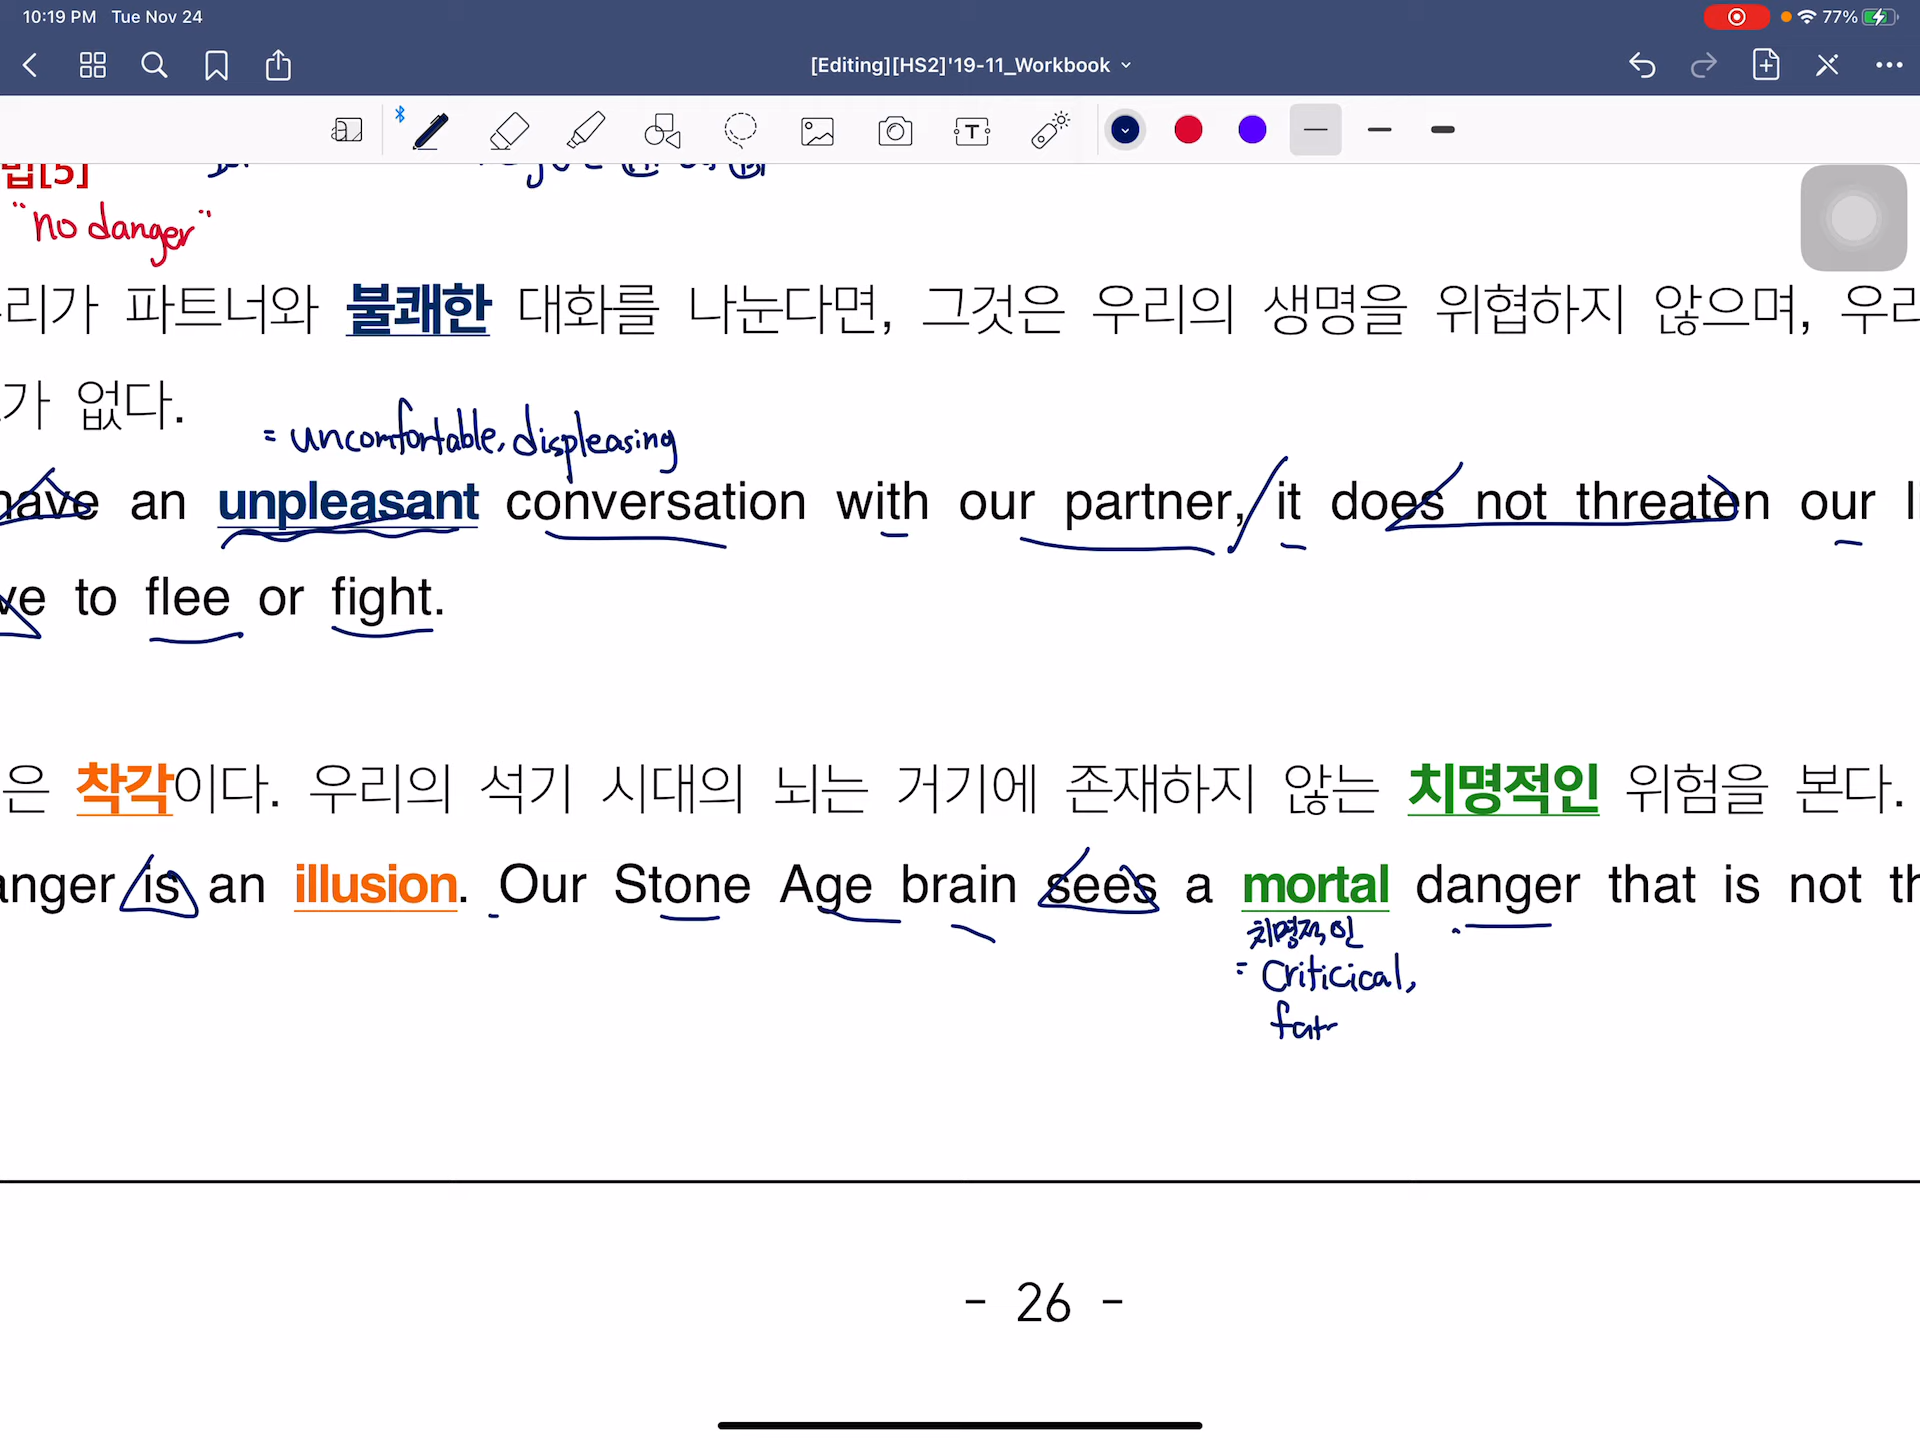 10:19 PM Tue Nov 24
77%
[Editing][HS2]'19-11_Workbook
법[5]
"no danger"
리가 파트너와 불쾌한 대화를 나눈다면, 그것은 우리의 생명을 위협하지 않으며, 우리
가 없다.
= uncomfortable, displeasing
have an unpleasant conversation with our partner, it does not threaten our li
ve to flee or fight.
은 착각이다. 우리의 석기 시대의 뇌는 거기에 존재하지 않는 치명적인 위험을 본다.
anger is an illusion. Our Stone Age brain sees a mortal danger that is not th
치명적인
= Criticical,
fat
- 26 -